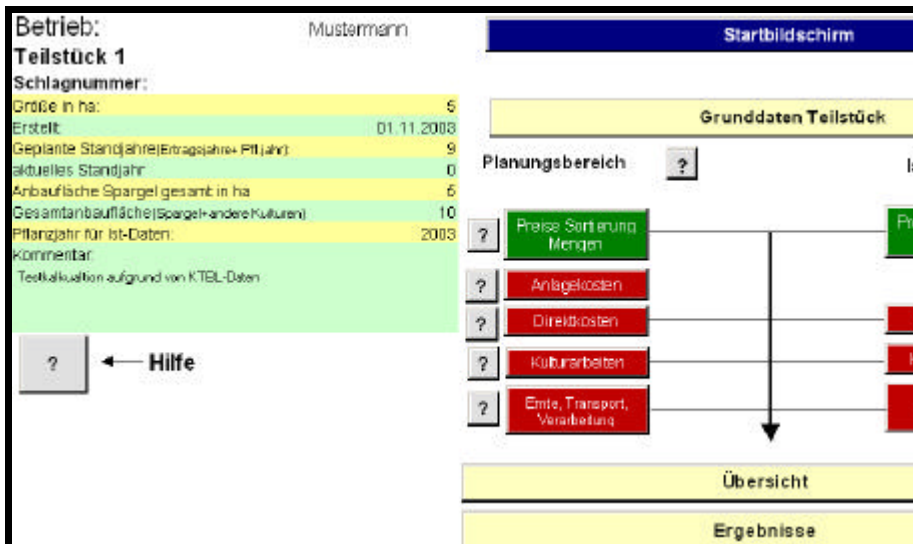 Betrieb: Mustermann
Teilstück 1
Schlagnummer:
Größe in ha: 5
Erstellt: 01.11.2003
Geplante Standjahre(Ertragsjahre+ Pfl.jahr): 9
aktuelles Standjahr 0
Anbaufläche Spargel gesamt in ha 5
Gesamtanbaufläche(Spargel+andere Kulturen) 10
Pflanzjahr für Ist-Daten: 2003
Kommentar:
Testkalkualtion aufgrund von KTBL-Daten
? Hilfe
Startbildschirm
Grunddaten Teilstück
Planungsbereich ?
? Preise Sortierung
Mengen
? Anlagekosten
? Direktkosten
? Kulturarbeiten
? Ernte, Transport,
Verarbeitung
Übersicht
Ergebnisse